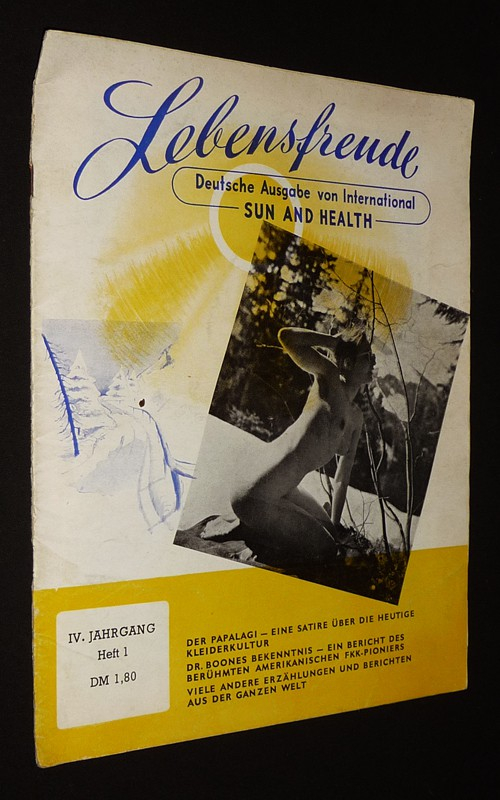 Lebensfreude
Deutsche Ausgabe von International
SUN AND HEALTH
IV. JAHRGANG
Heft 1
DM 1,80
DER PAPALAGI – EINE SATIRE ÜBER DIE HEUTIGE
KLEIDERKULTUR
DR. BOONES BEKENNTNIS – EIN BERICHT DES
BERÜHMTEN AMERIKANISCHEN FKK-PIONIERS
VIELE ANDERE ERZÄHLUNGEN UND BERICHTEN
AUS DER GANZEN WELT